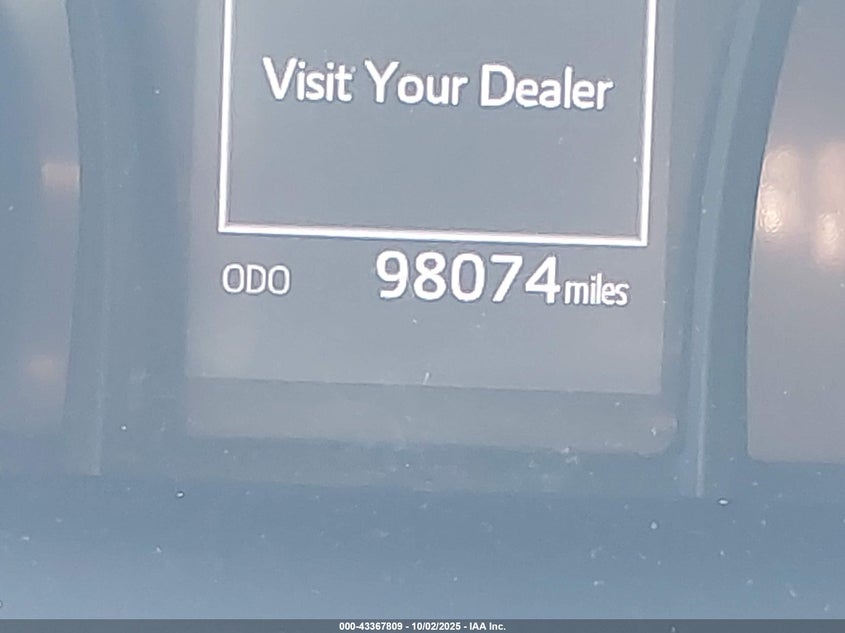 Visit Your Dealer
ODO 98074 miles
000-43367809 - 10/02/2025 - IAA Inc.